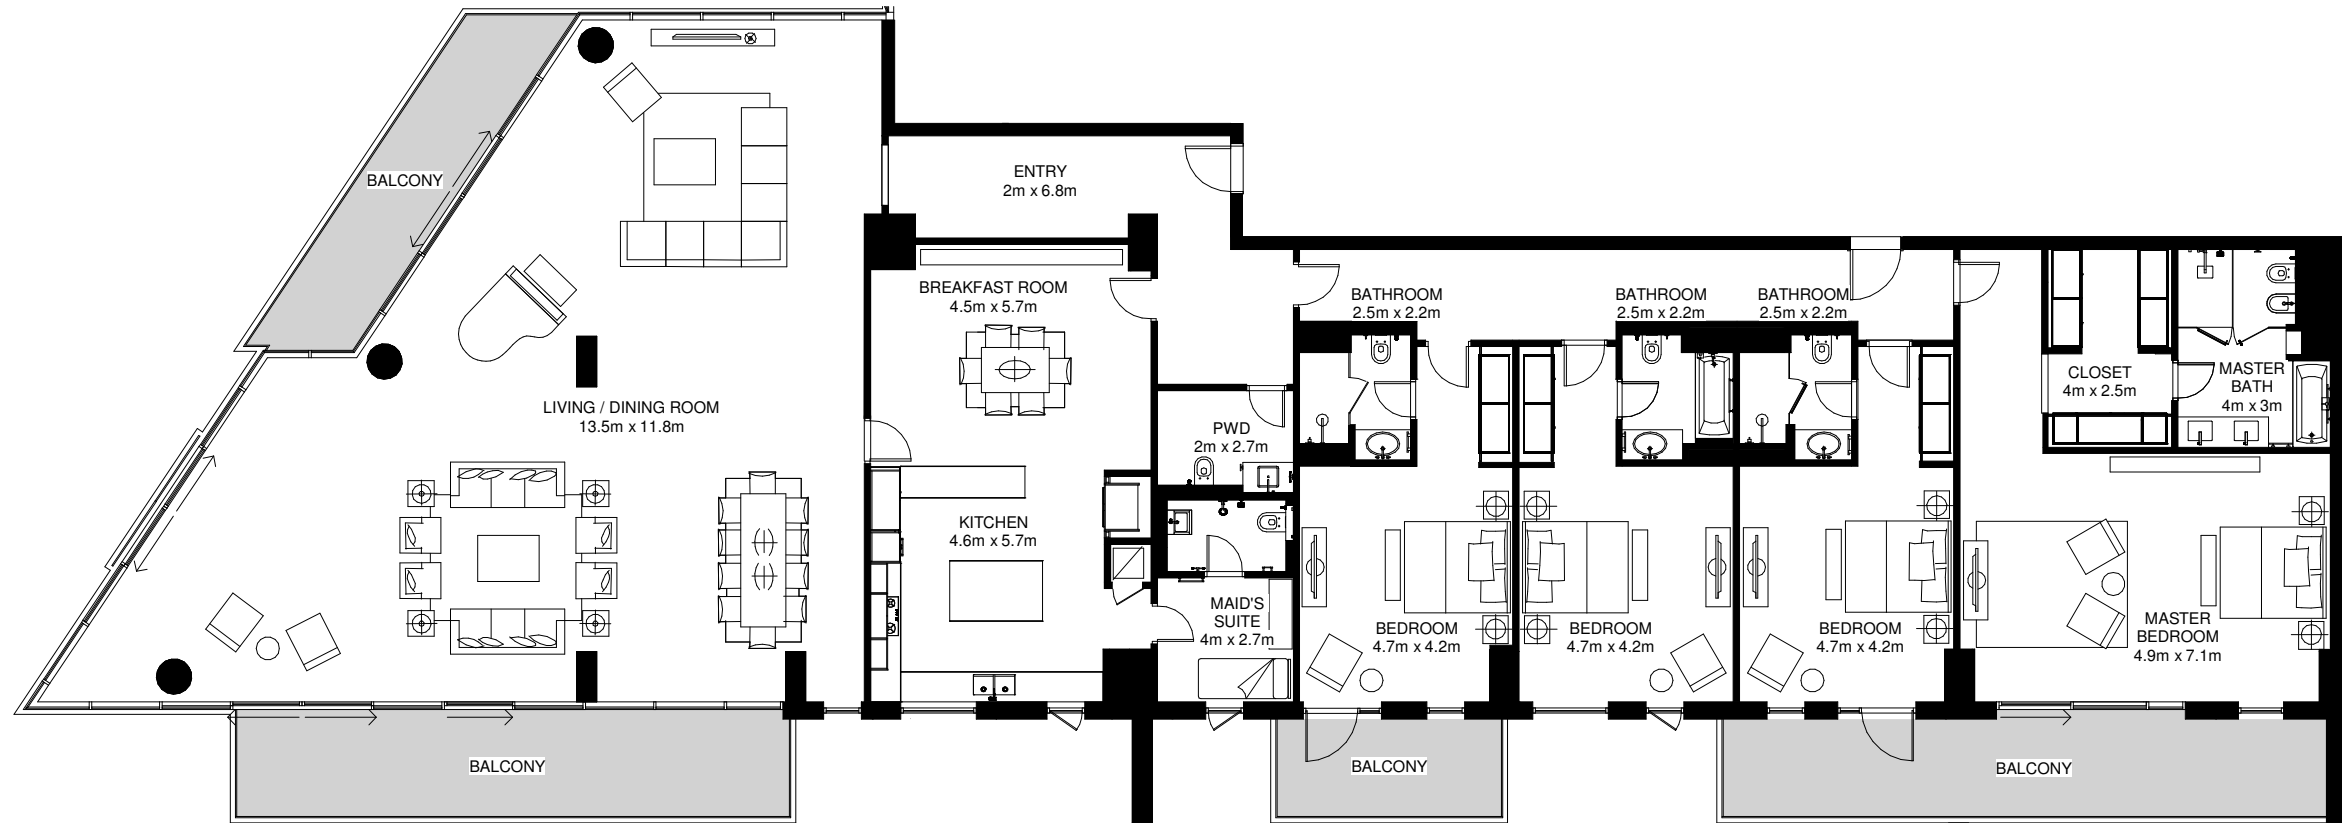 BALCONY
ENTRY
2m x 6.8m
BREAKFAST ROOM
4.5m x 5.7m
BATHROOM
2.5m x 2.2m
BATHROOM
2.5m x 2.2m
BATHROOM
2.5m x 2.2m
CLOSET
4m x 2.5m
MASTER
BATH
4m x 3m
LIVING / DINING ROOM
13.5m x 11.8m
PWD
2m x 2.7m
KITCHEN
4.6m x 5.7m
MAID'S
SUITE
4m x 2.7m
BEDROOM
4.7m x 4.2m
BEDROOM
4.7m x 4.2m
BEDROOM
4.7m x 4.2m
MASTER
BEDROOM
4.9m x 7.1m
BALCONY
BALCONY
BALCONY